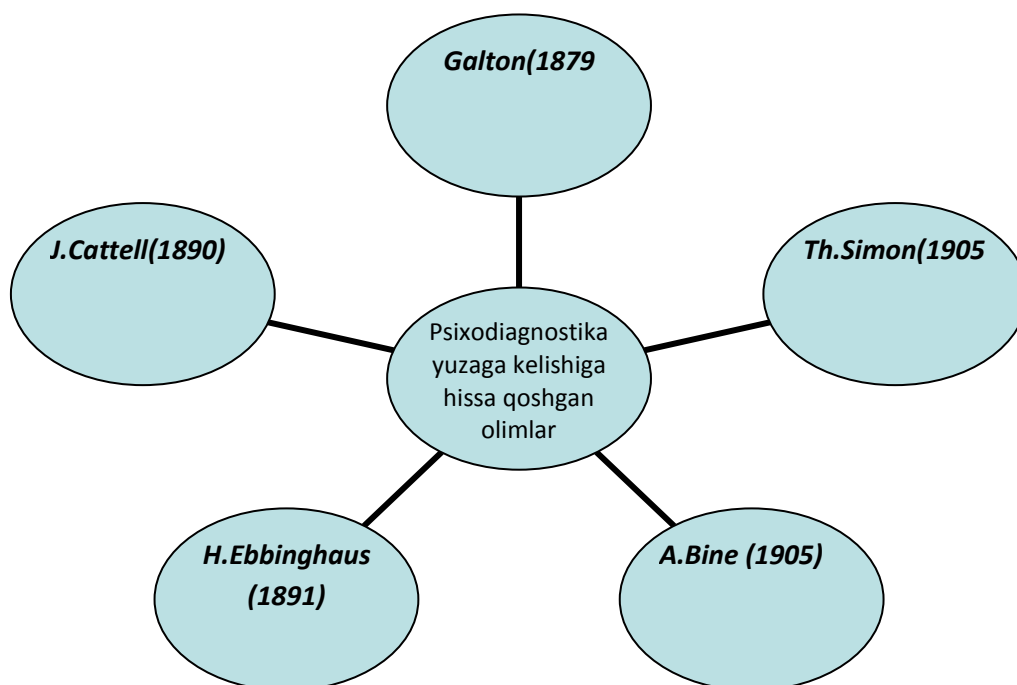 Galton(1879
J.Cattell(1890)
Th.Simon(1905
Psixodiagnostika
yuzaga kelishiga
hissa qoshgan
olimlar
H.Ebbinghaus
(1891)
A.Bine (1905)